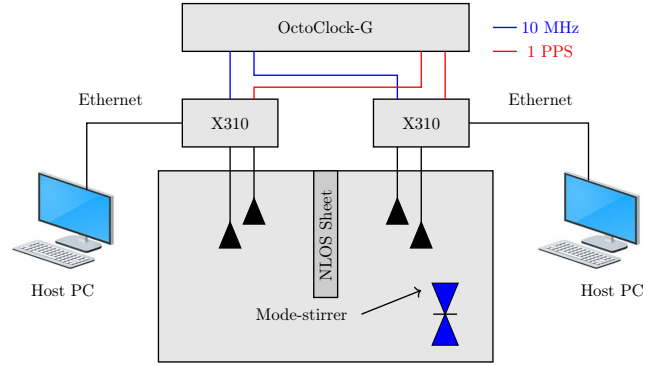 OctoClock-G
10 MHz
1 PPS
Ethernet
Ethernet
X310
X310
NLOS Sheet
Host PC
Host PC
Mode-stirrer